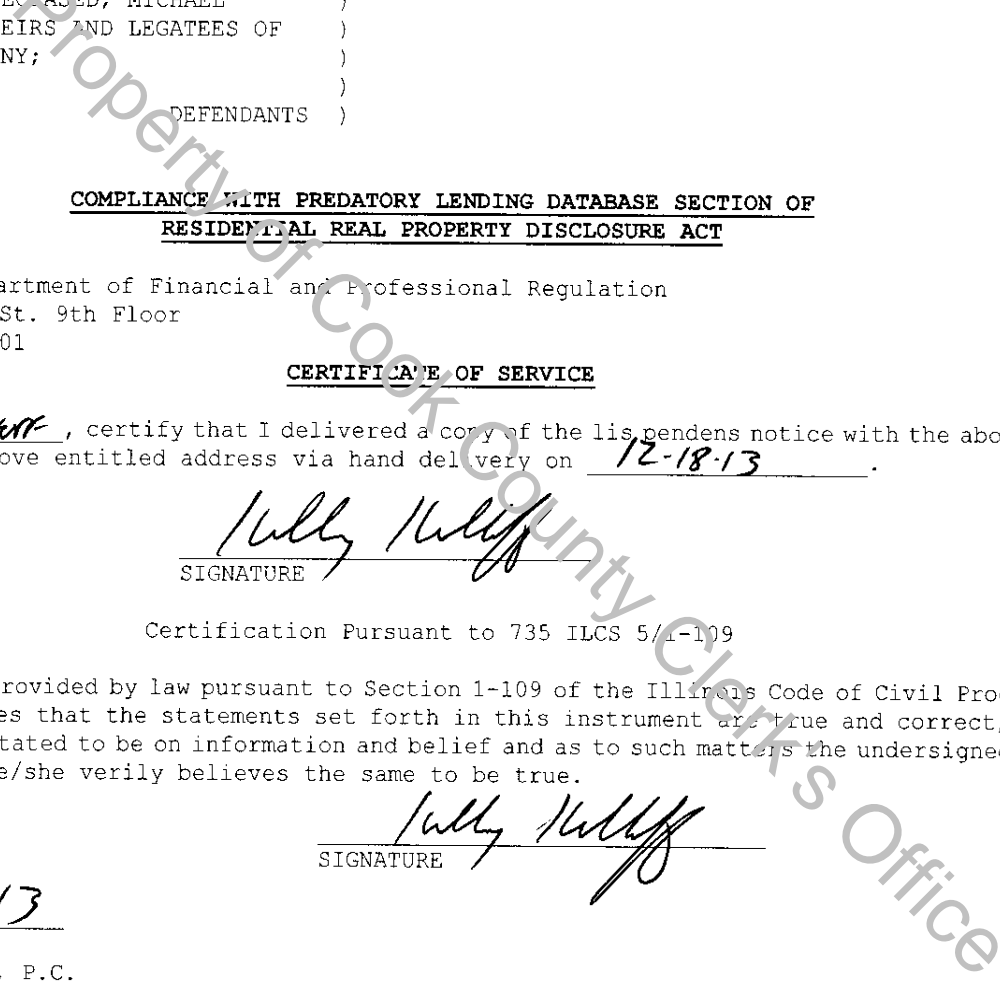 EIRS AND LEGATEES OF )
NY; )
)
DEFENDANTS )
COMPLIANCE WITH PREDATORY LENDING DATABASE SECTION OF
RESIDENTIAL REAL PROPERTY DISCLOSURE ACT
artment of Financial and Professional Regulation
St. 9th Floor
01
CERTIFICATE OF SERVICE
, certify that I delivered a copy of the lis pendens notice with the abo
ove entitled address via hand delivery on 12-18-13 .
SIGNATURE
Certification Pursuant to 735 ILCS 5/1-109
rovided by law pursuant to Section 1-109 of the Illinois Code of Civil Pro
es that the statements set forth in this instrument are true and correct,
tated to be on information and belief and as to such matters the undersigne
e/she verily believes the same to be true.
SIGNATURE
13
, P.C.
Property of Cook County Clerk's Office